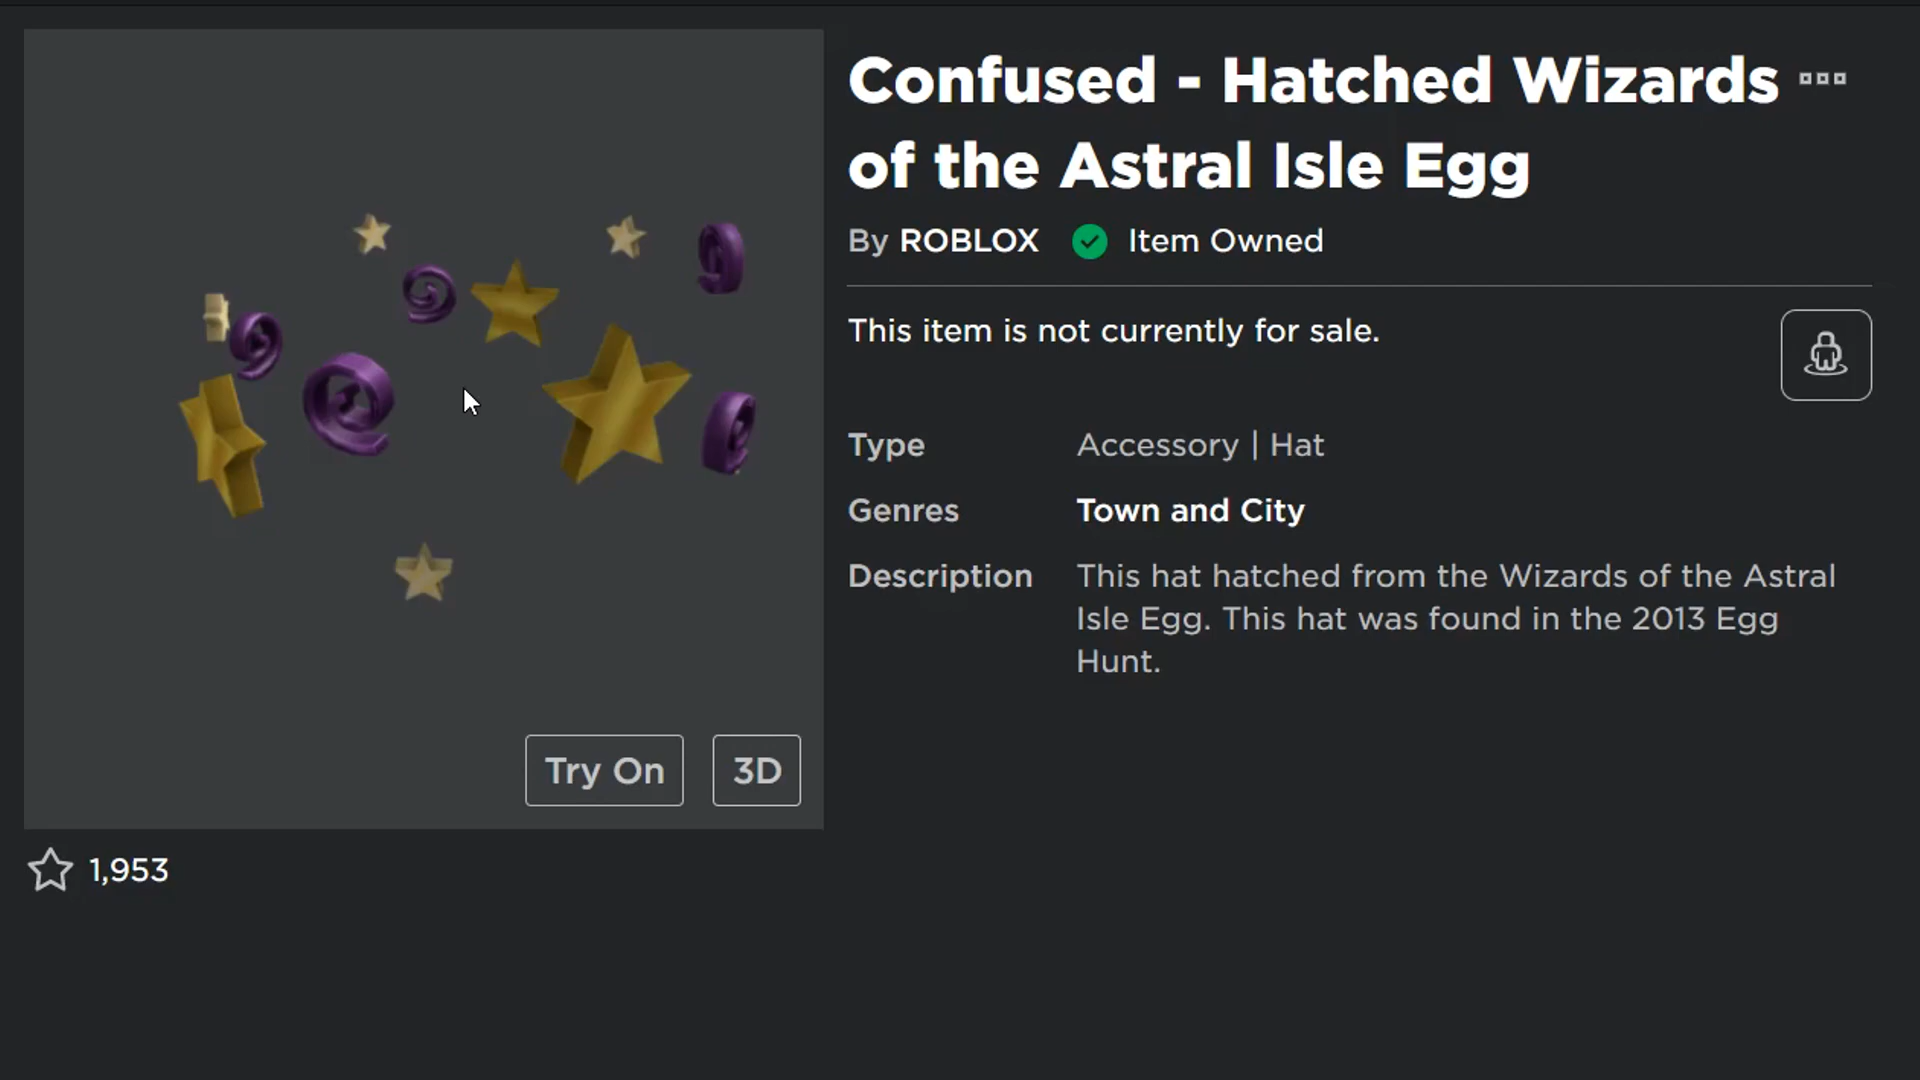 Confused - Hatched Wizards
of the Astral Isle Egg
By ROBLOX Item Owned
This item is not currently for sale.
Type Accessory | Hat
Genres Town and City
Description This hat hatched from the Wizards of the Astral
Isle Egg. This hat was found in the 2013 Egg
Hunt.
Try On 3D
1,953